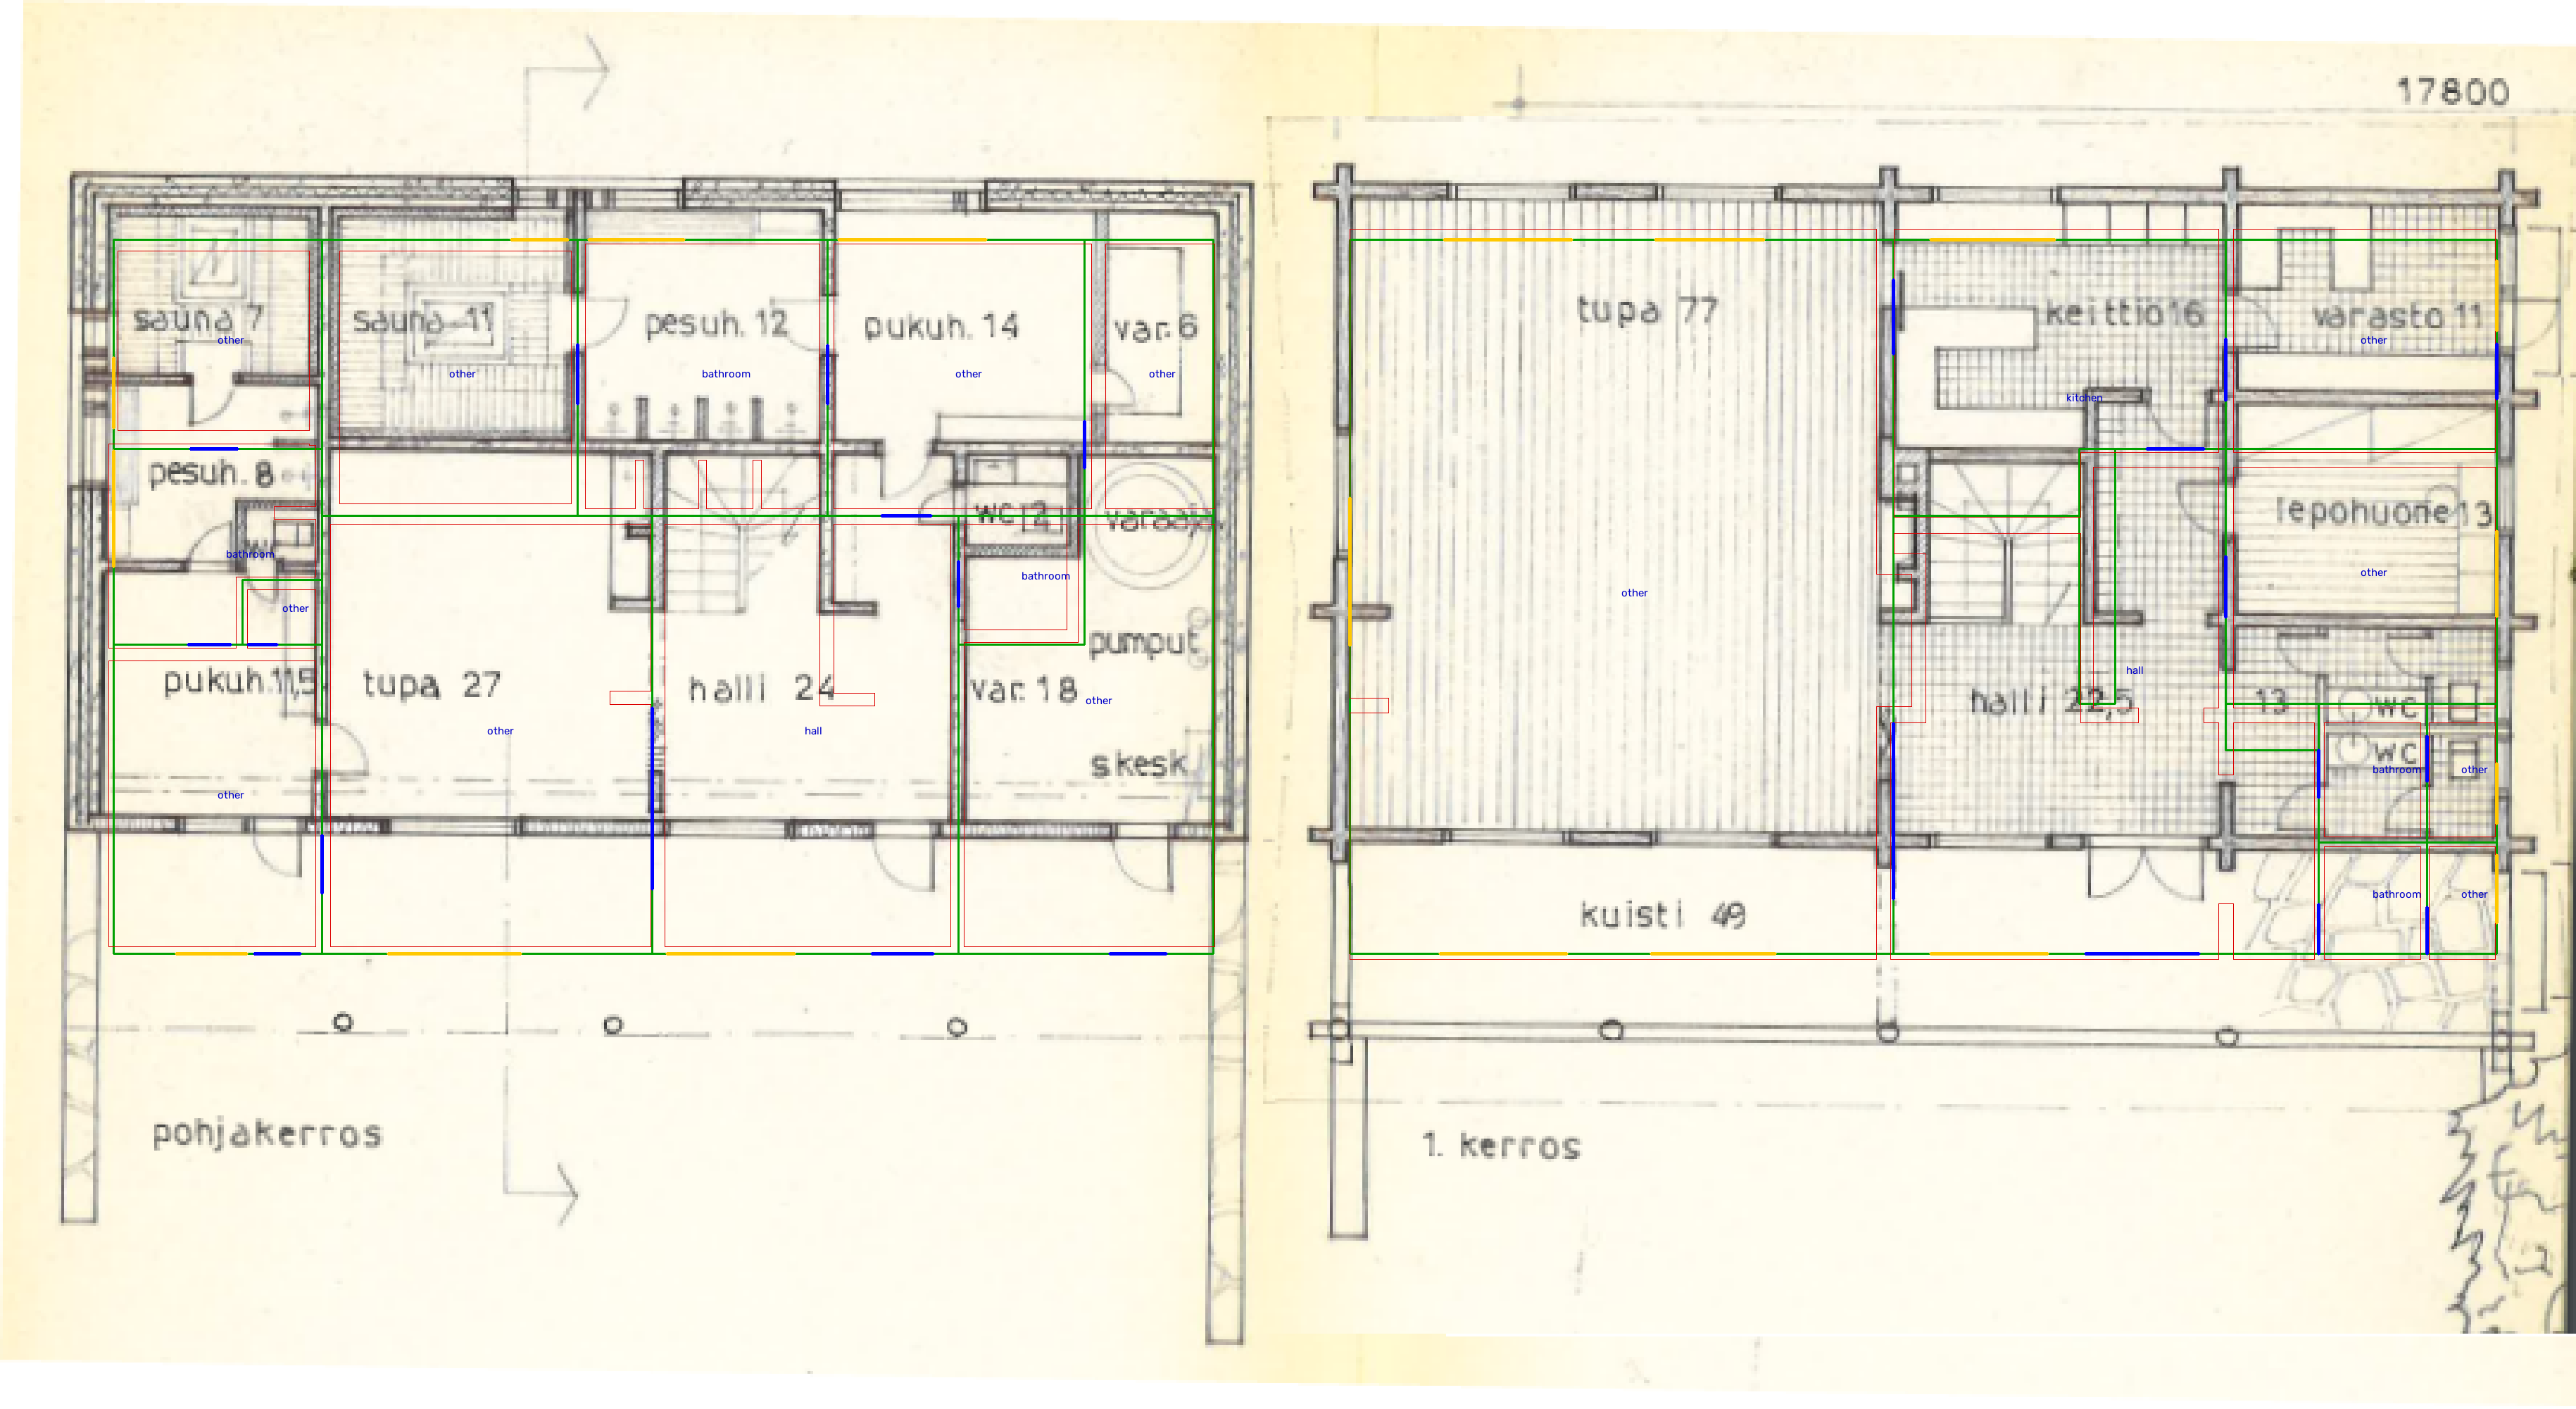 17800
sauna 7
other
sauna 11
other
pesuh. 12
bathroom
pukuh. 14
other
var. 6
other
pesuh. 8
bathroom
other
wc 2
bathroom
varaaja
pumput
pukuh. 11,5
other
tupa 27
other
halli 24
hall
var. 18
other
skesk.
pohjakerros
tupa 77
other
keittiö 16
kitchen
varasto 11
other
lepohuone 13
other
halli 22,5
hall
13
wc
wc
bathroom
other
bathroom
other
kuisti 49
1. kerros